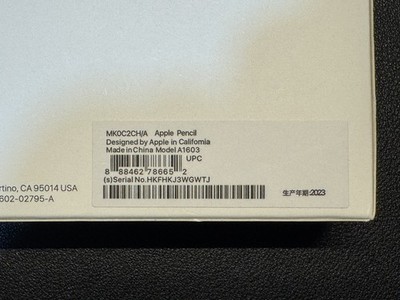 MK0C2CH/A Apple Pencil
Designed by Apple in California
Made in China Model A1603
UPC
8 88462 78665 2
(s)Serial No.HKFHKJ3WGWTJ
生产年期:2023
rtino, CA 95014 USA
602-02795-A